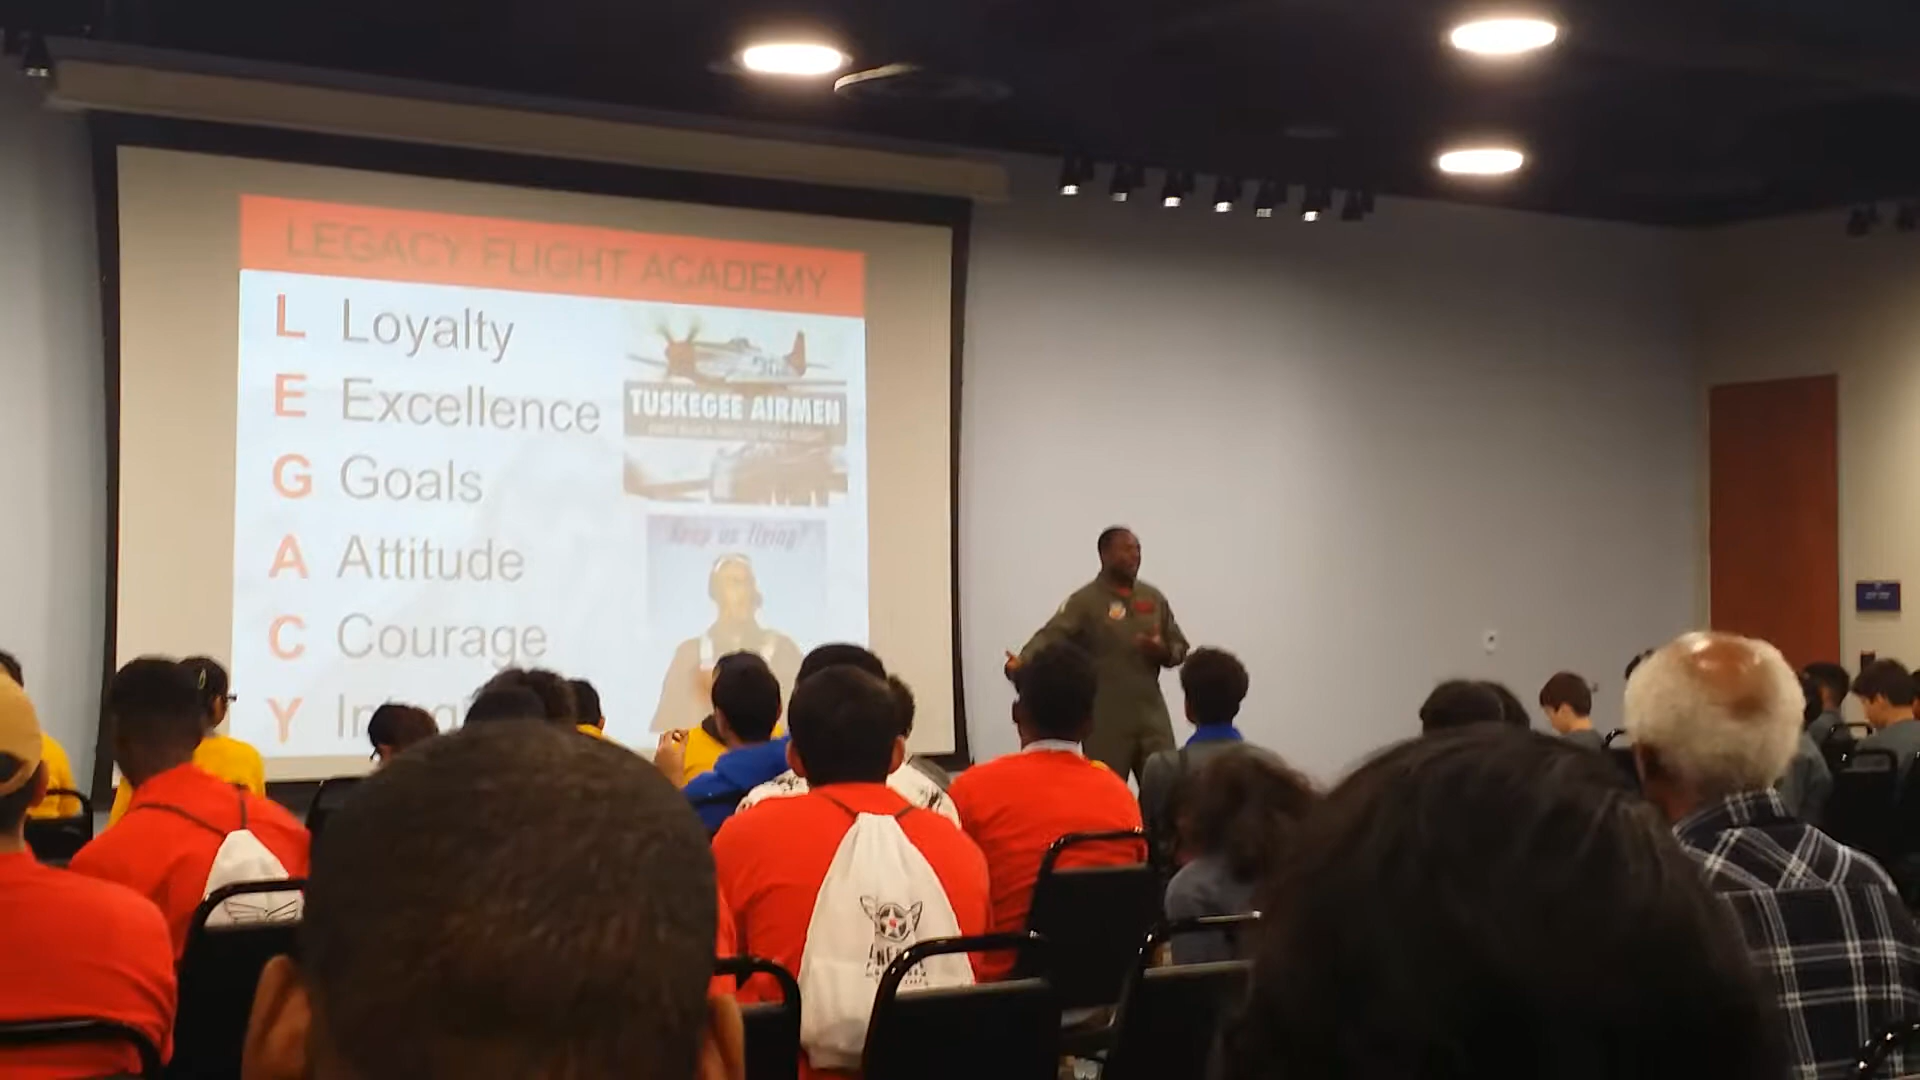 LEGACY FLIGHT ACADEMY
L Loyalty
E Excellence
G Goals
A Attitude
C Courage
Y
TUSKEGEE AIRMEN
Keep us flying!